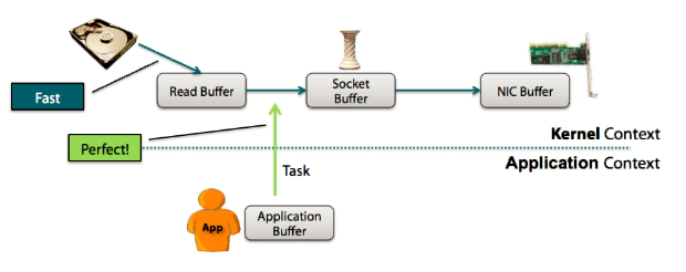 Fast
Read Buffer
Socket
Buffer
NIC Buffer
Kernel Context
Perfect!
Application Context
Task
App
Application
Buffer